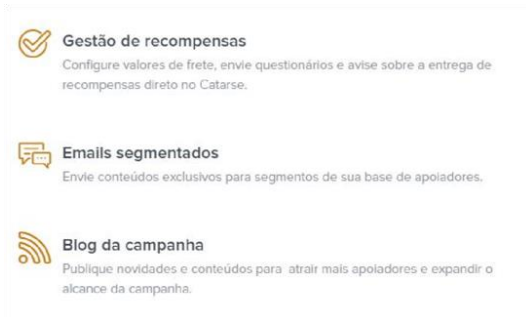 Gestão de recompensas
Configure valores de frete, envie questionários e avise sobre a entrega de
recompensas direto no Catarse.
Emails segmentados
Envie conteúdos exclusivos para segmentos de sua base de apoiadores.
Blog da campanha
Publique novidades e conteúdos para atrair mais apoiadores e expandir o
alcance da campanha.